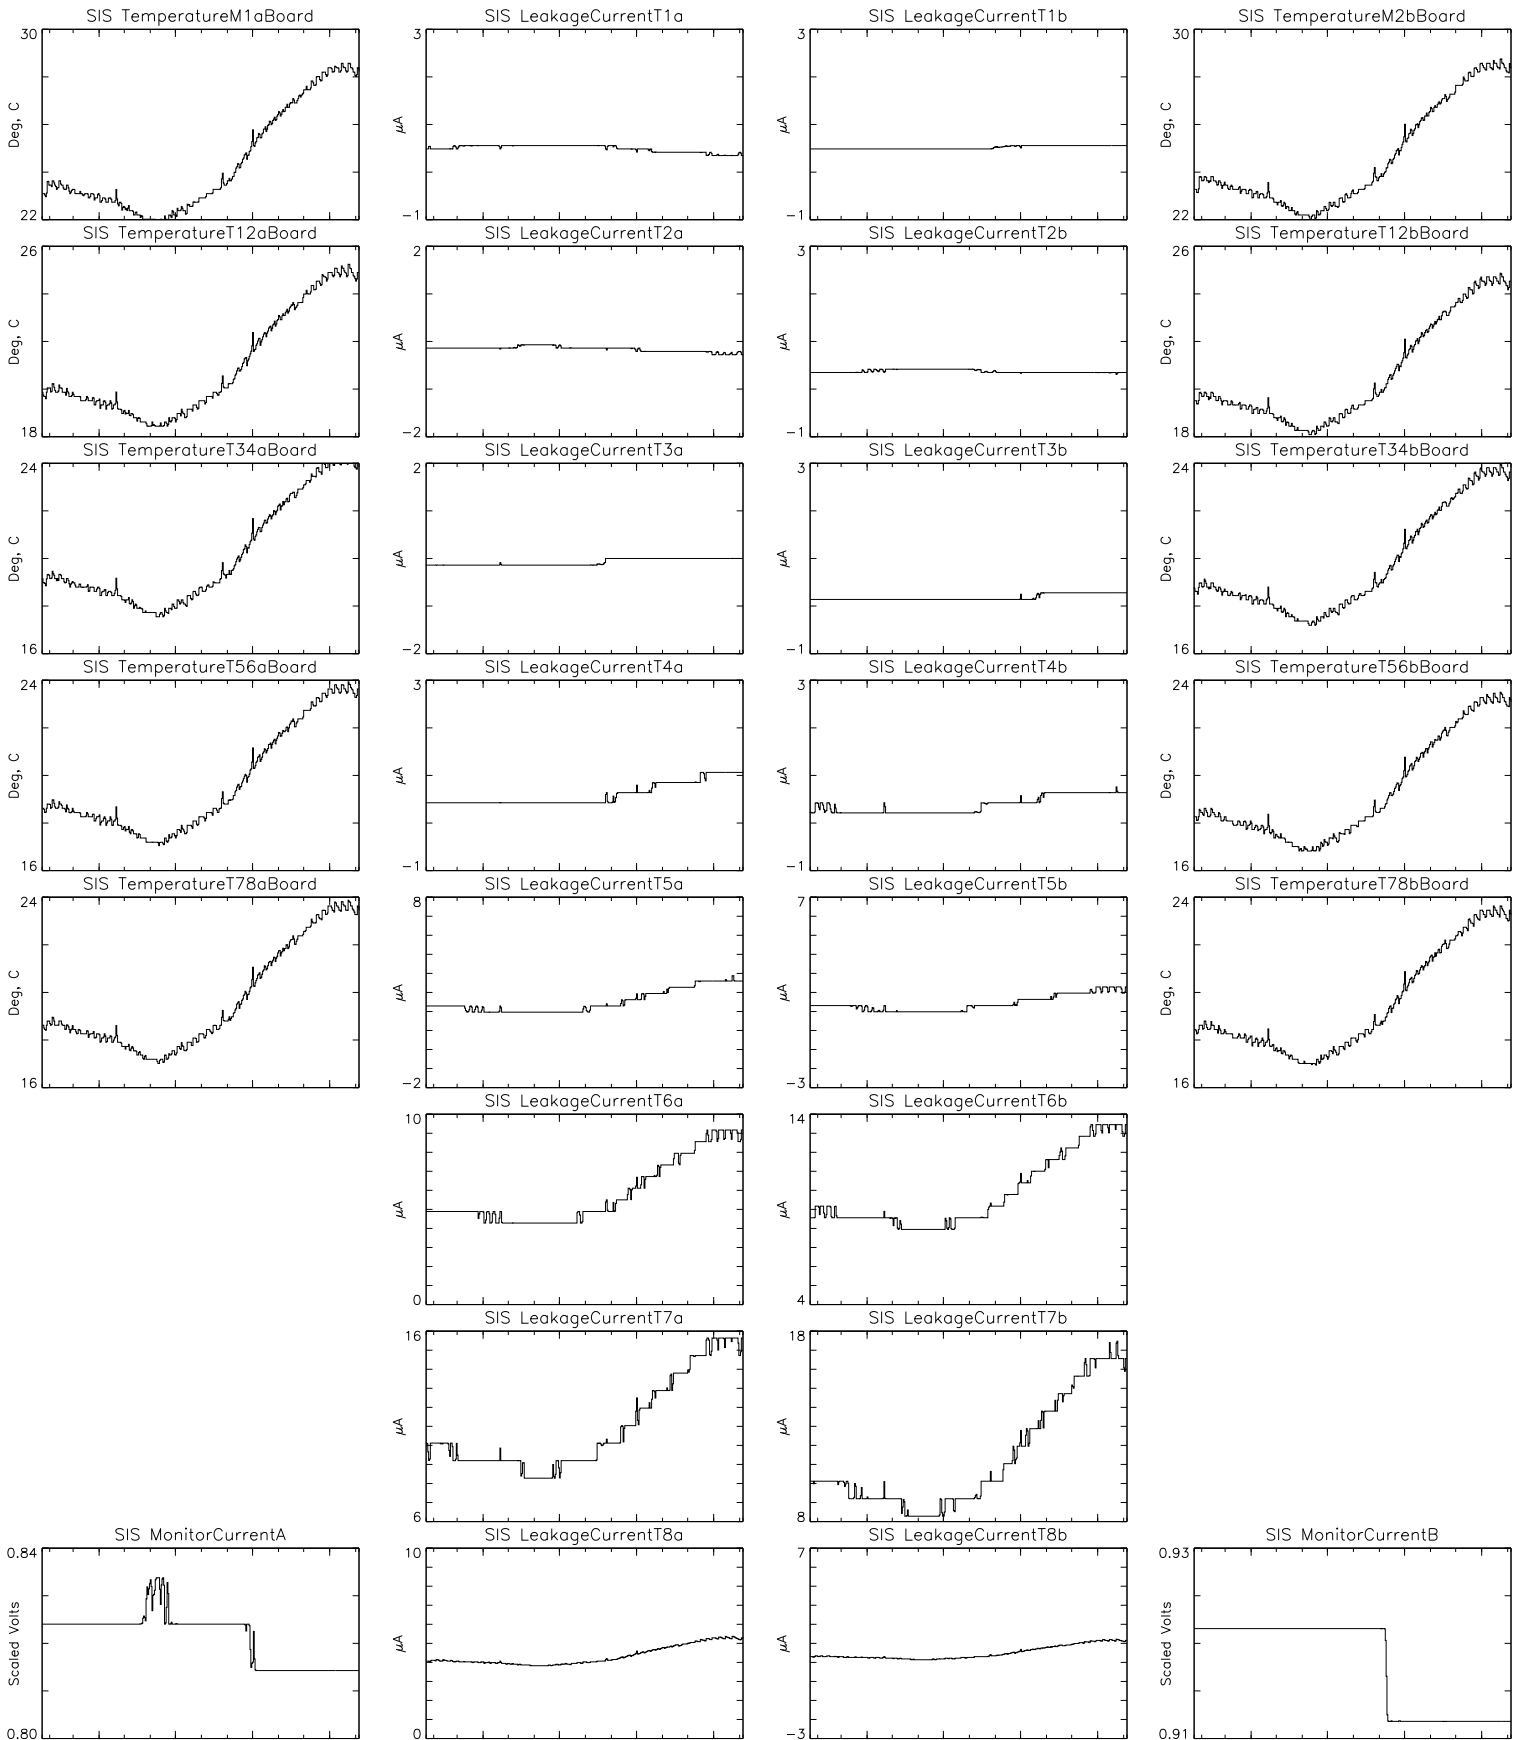 SIS TemperatureM1aBoard
SIS LeakageCurrentT1a
SIS LeakageCurrentT1b
SIS TemperatureM2bBoard
30
Deg, C
22
3
μA
-1
3
μA
-1
30
Deg, C
22
SIS TemperatureT12aBoard
SIS LeakageCurrentT2a
SIS LeakageCurrentT2b
SIS TemperatureT12bBoard
26
Deg, C
18
2
μA
-2
3
μA
-1
26
Deg, C
18
SIS TemperatureT34aBoard
SIS LeakageCurrentT3a
SIS LeakageCurrentT3b
SIS TemperatureT34bBoard
24
Deg, C
16
2
μA
-2
3
μA
-1
24
Deg, C
16
SIS TemperatureT56aBoard
SIS LeakageCurrentT4a
SIS LeakageCurrentT4b
SIS TemperatureT56bBoard
24
Deg, C
16
3
μA
-1
3
μA
-1
24
Deg, C
16
SIS TemperatureT78aBoard
SIS LeakageCurrentT5a
SIS LeakageCurrentT5b
SIS TemperatureT78bBoard
24
Deg, C
16
8
μA
-2
7
μA
-3
24
Deg, C
16
SIS LeakageCurrentT6a
SIS LeakageCurrentT6b
10
μA
0
14
μA
4
SIS LeakageCurrentT7a
SIS LeakageCurrentT7b
16
μA
6
18
μA
8
SIS MonitorCurrentA
SIS LeakageCurrentT8a
SIS LeakageCurrentT8b
SIS MonitorCurrentB
0.84
Scaled Volts
0.80
10
μA
0
7
μA
-3
0.93
Scaled Volts
0.91